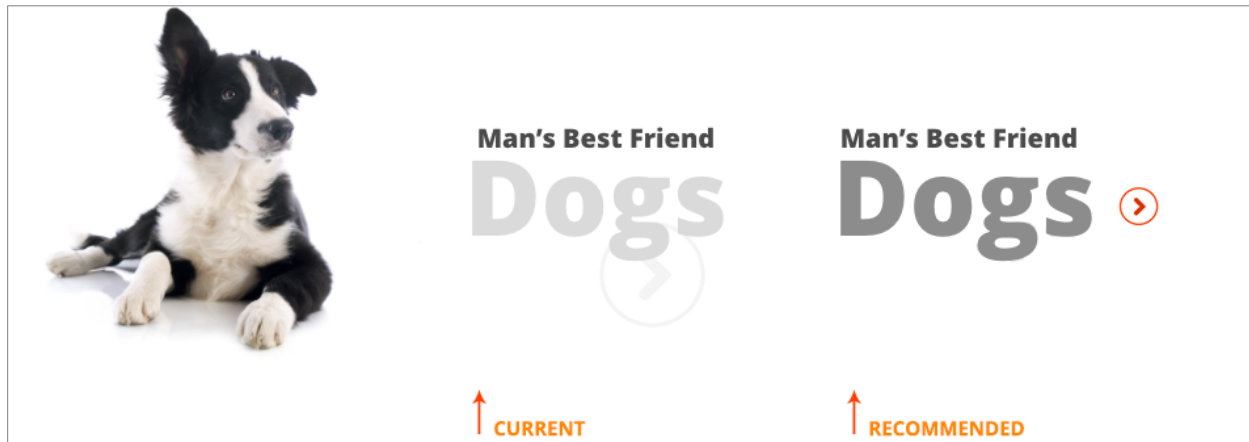 Man’s Best Friend
Dogs
CURRENT
Man’s Best Friend
Dogs
RECOMMENDED